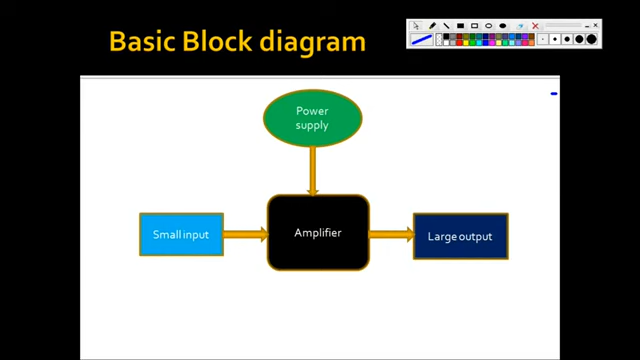 Basic Block diagram
Power
supply
Small input
Amplifier
Large output